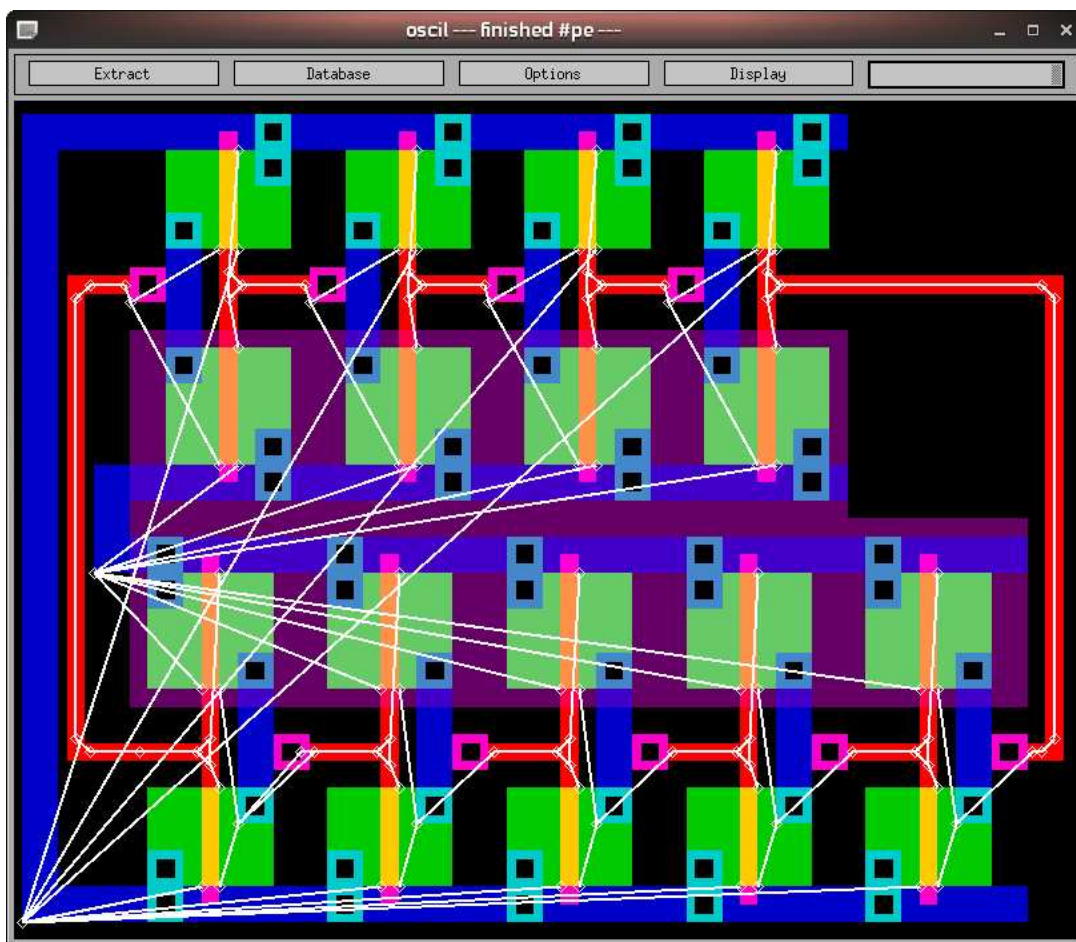 oscil --- finished #pe ---
Extract
Database
Options
Display